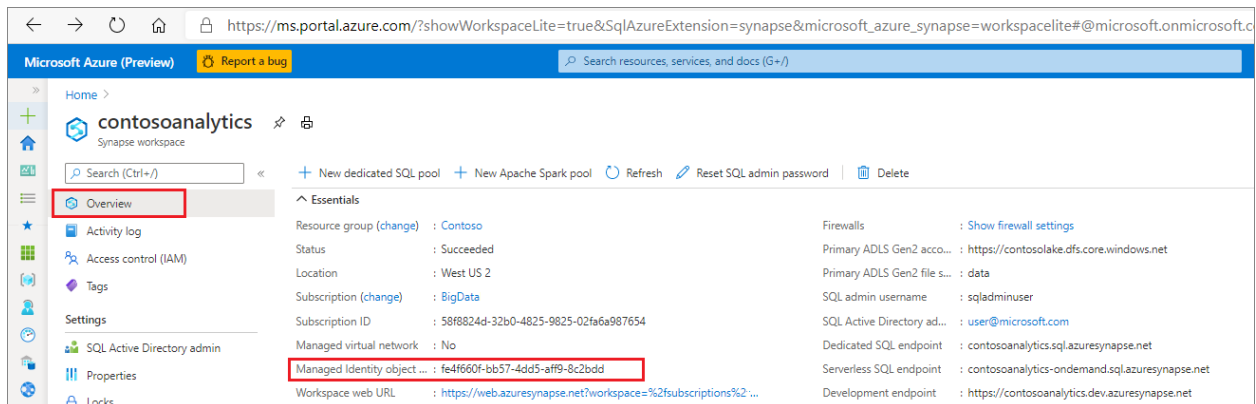 https://ms.portal.azure.com/?showWorkspaceLite=true&SqlAzureExtension=synapse&microsoft_azure_synapse=workspacelite#@microsoft.onmicrosoft.c
Microsoft Azure (Preview)
Report a bug
Search resources, services, and docs (G+/)
Home >
contosoanalytics
Synapse workspace
Search (Ctrl+/)
«
Overview
Activity log
Access control (IAM)
Tags
Settings
SQL Active Directory admin
Properties
Locks
+ New dedicated SQL pool + New Apache Spark pool Refresh Reset SQL admin password Delete
Essentials
Resource group (change) : Contoso
Status : Succeeded
Location : West US 2
Subscription (change) : BigData
Subscription ID : 58f8824d-32b0-4825-9825-02fa6a987654
Managed virtual network : No
Managed Identity object ... : fe4f660f-bb57-4dd5-aff9-8c2bdd
Workspace web URL : https://web.azuresynapse.net?workspace=%2fsubscriptions%2 ...
Firewalls : Show firewall settings
Primary ADLS Gen2 acco... : https://contosolake.dfs.core.windows.net
Primary ADLS Gen2 file s... : data
SQL admin username : sqladminuser
SQL Active Directory ad... : user@microsoft.com
Dedicated SQL endpoint : contosoanalytics.sql.azuresynapse.net
Serverless SQL endpoint : contosoanalytics-ondemand.sql.azuresynapse.net
Development endpoint : https://contosoanalytics.dev.azuresynapse.net